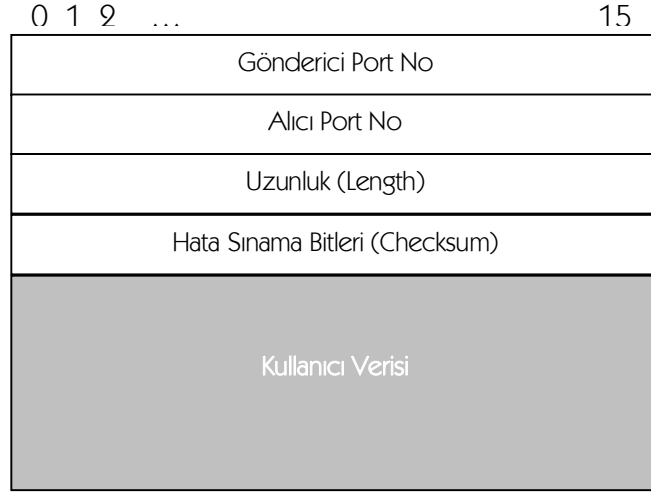 0 1 2 ... 15
Gönderici Port No
Alıcı Port No
Uzunluk (Length)
Hata Sınama Bitleri (Checksum)
Kullanıcı Verisi